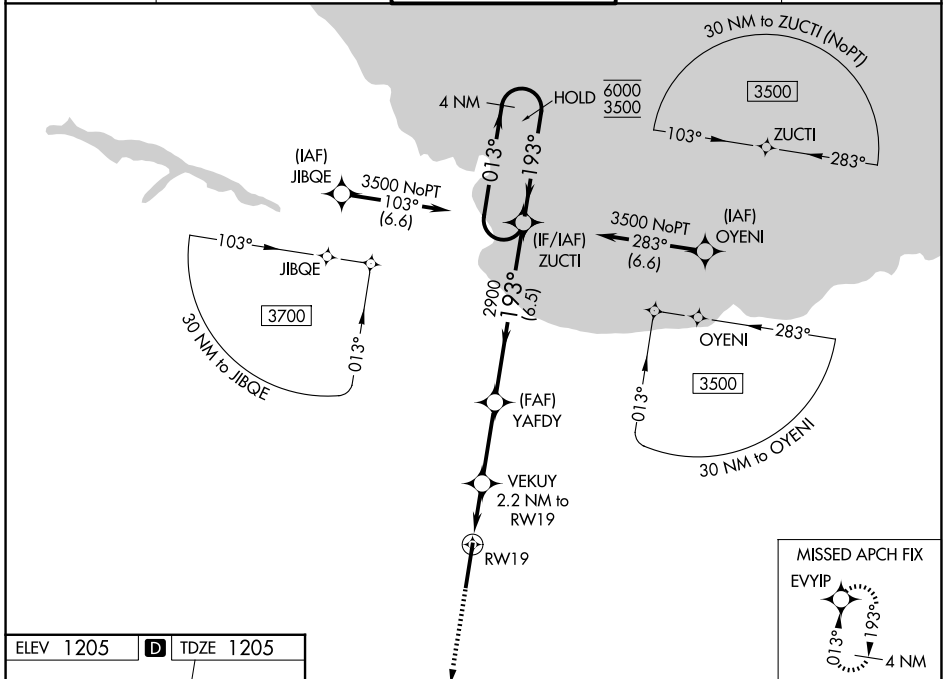 30 NM to ZUCTI (NoPT)
3500
103°
ZUCTI
283°
4 NM
HOLD
6000
3500
013°
193°
(IAF)
JIBQE
3500 NoPT
103°
(6.6)
(IF/IAF)
ZUCTI
3500 NoPT
283°
(6.6)
(IAF)
OYENI
103°
JIBQE
3700
013°
30 NM to JIBQE
2900
193°
(6.5)
OYENI
283°
3500
013°
30 NM to OYENI
(FAF)
YAFDY
VEKUY
2.2 NM to
RW19
RW19
MISSED APCH FIX
EVYIP
013°
193°
4 NM
ELEV 1205 D TDZE 1205